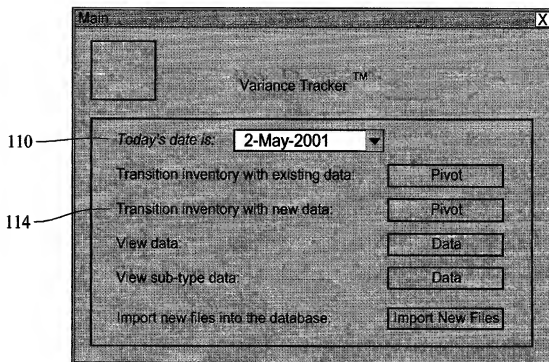 Main X
Variance Tracker TM
110 Today's date is: 2-May-2001
Transition inventory with existing data: Pivot
114 Transition inventory with new data: Pivot
View data: Data
View sub-type data: Data
Import new files into the database: Import New Files